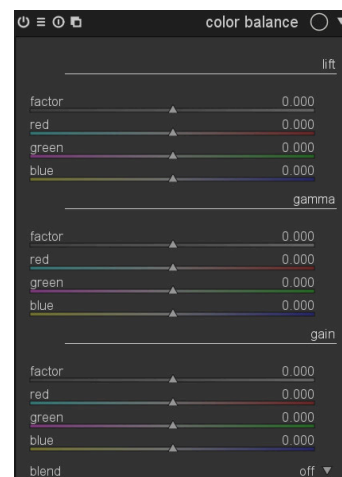 color balance
lift
factor 0.000
red 0.000
green 0.000
blue 0.000
gamma
factor 0.000
red 0.000
green 0.000
blue 0.000
gain
factor 0.000
red 0.000
green 0.000
blue 0.000
blend off